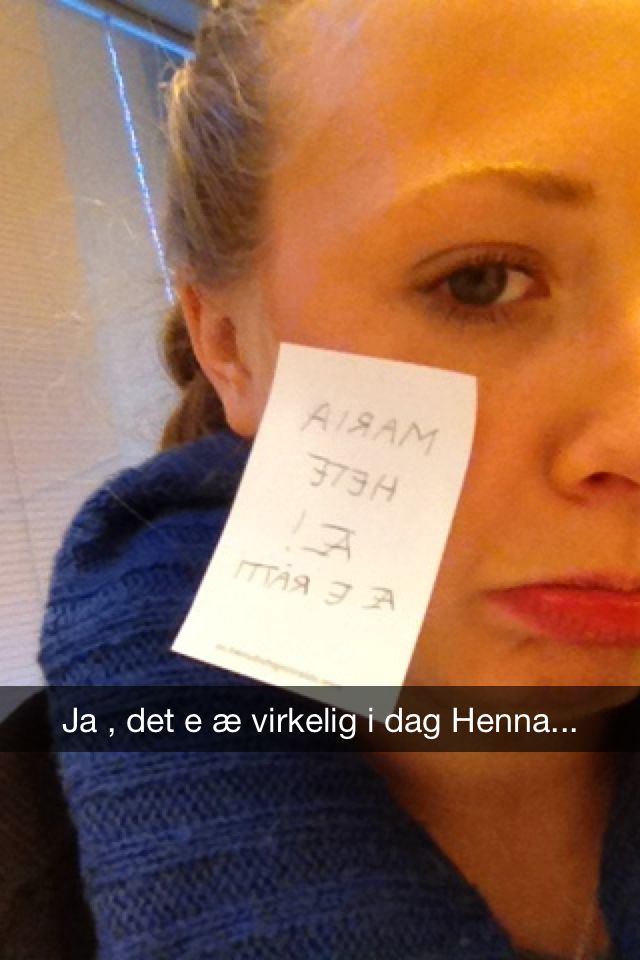 MARIA
HETE
Æ!
Æ E RÅTT!
Ja , det e æ virkelig i dag Henna...